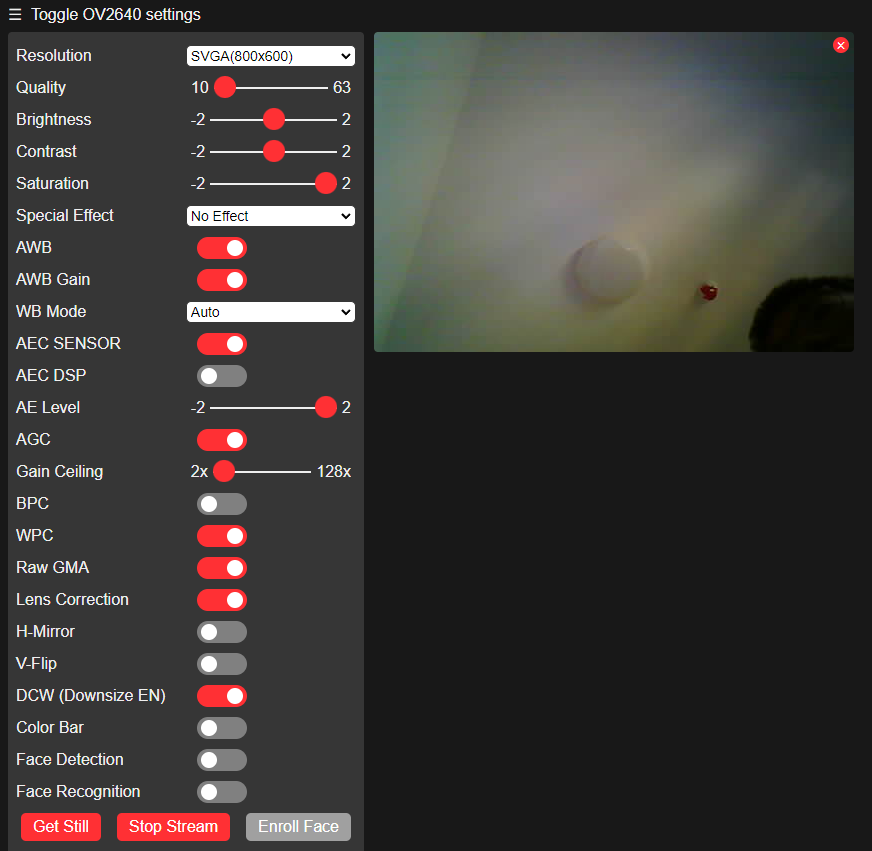 ☰ Toggle OV2640 settings
Resolution SVGA(800x600)
Quality 10 63
Brightness -2 2
Contrast -2 2
Saturation -2 2
Special Effect No Effect
AWB
AWB Gain
WB Mode Auto
AEC SENSOR
AEC DSP
AE Level -2 2
AGC
Gain Ceiling 2x 128x
BPC
WPC
Raw GMA
Lens Correction
H-Mirror
V-Flip
DCW (Downsize EN)
Color Bar
Face Detection
Face Recognition
Get Still Stop Stream Enroll Face